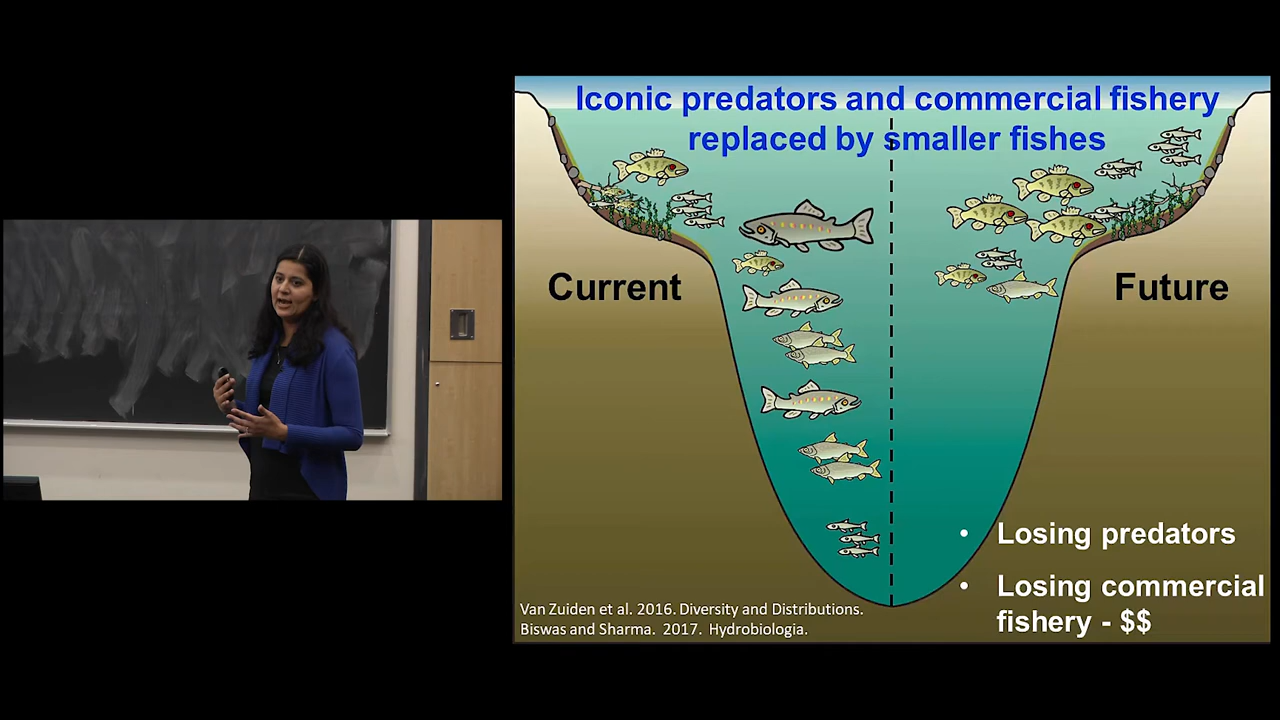 Iconic predators and commercial fishery
replaced by smaller fishes
Current
Future
• Losing predators
• Losing commercial
fishery - $$
Van Zuiden et al. 2016. Diversity and Distributions.
Biswas and Sharma. 2017. Hydrobiologia.